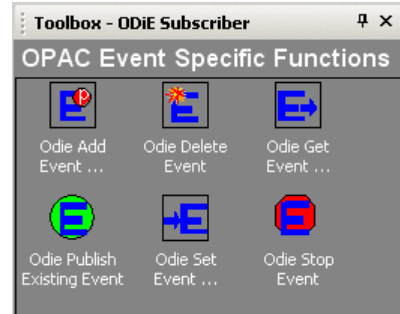 Toolbox - ODiE Subscriber
OPAC Event Specific Functions
P
E
E
E
Odie Add
Event ...
Odie Delete
Event
Odie Get
Event ...
E
E
E
Odie Publish
Existing Event
Odie Set
Event ...
Odie Stop
Event